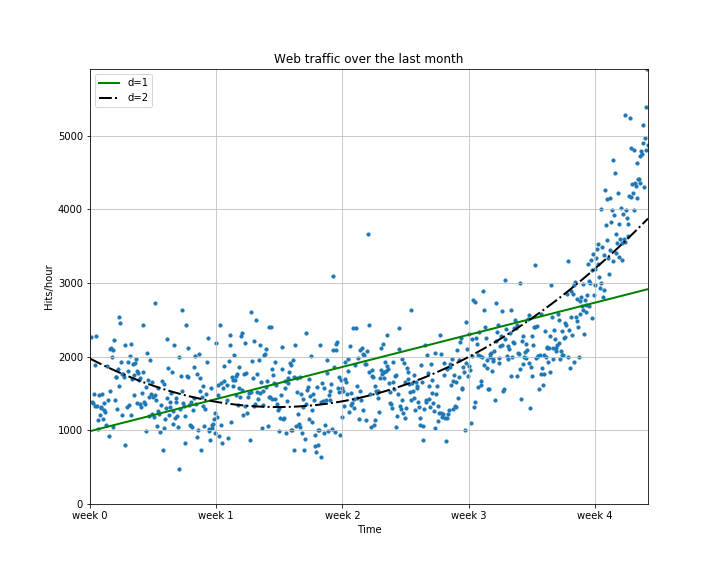 Web traffic over the last month
d=1
d=2
5000
4000
3000
2000
1000
0
Hits/hour
week 0 week 1 week 2 week 3 week 4
Time